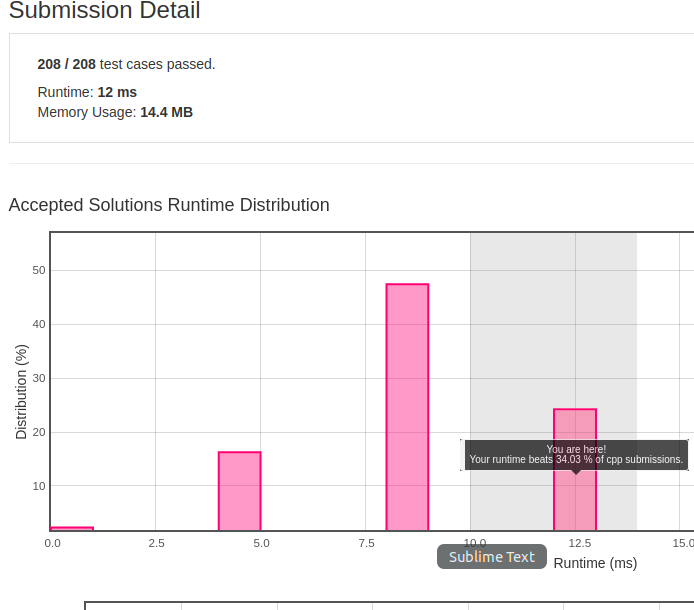 Submission Detail
208 / 208 test cases passed.
Runtime: 12 ms
Memory Usage: 14.4 MB
Accepted Solutions Runtime Distribution
50
40
30
20
10
Distribution (%)
You are here!
Your runtime beats 34.03 % of cpp submissions.
0.0 2.5 5.0 7.5 10.0 12.5 15.0
Sublime Text
Runtime (ms)